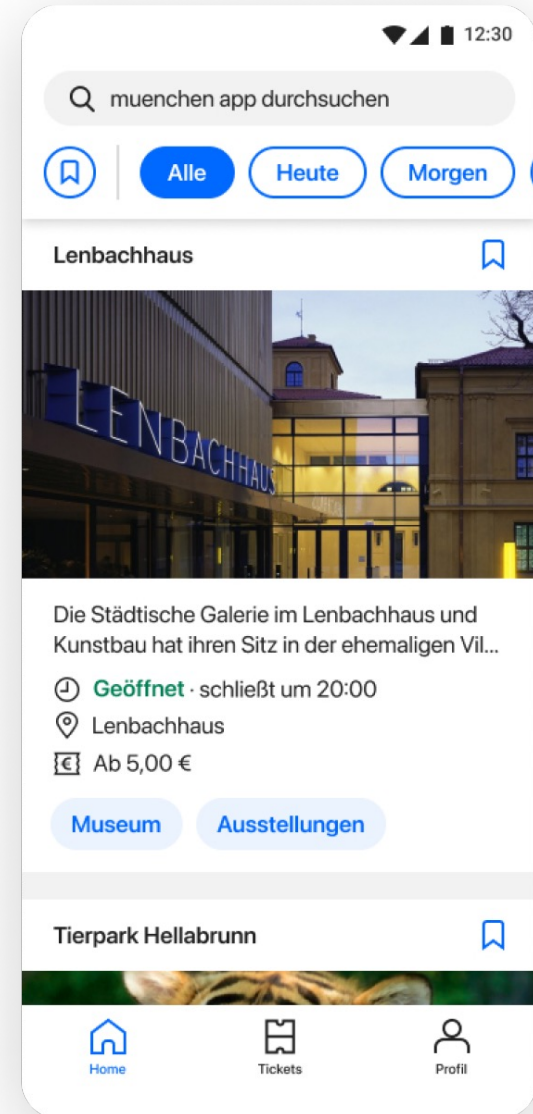 12:30
muenchen app durchsuchen
Alle Heute Morgen
Lenbachhaus
LENBACHHAUS
Die Städtische Galerie im Lenbachhaus und
Kunstbau hat ihren Sitz in der ehemaligen Vil...
Geöffnet · schließt um 20:00
Lenbachhaus
Ab 5,00 €
Museum Ausstellungen
Tierpark Hellabrunn
Home Tickets Profil